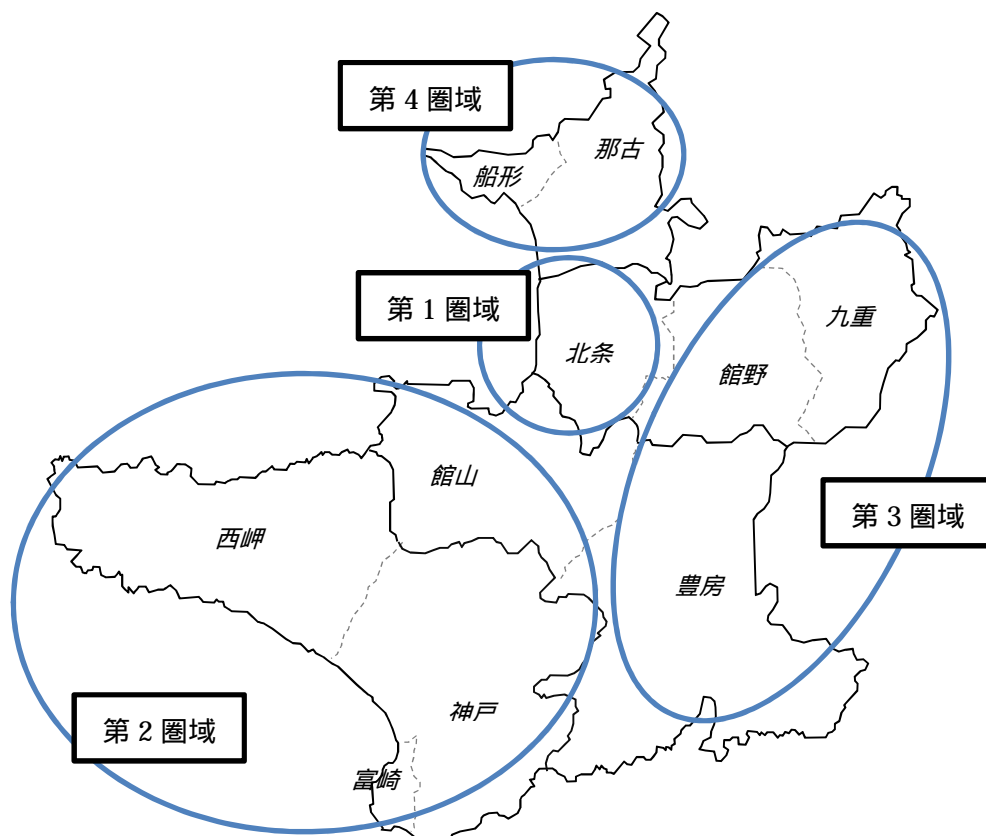 第 4 圏域
那古
船形
第 1 圏域
九重
北条
館野
館山
西岬
第 3 圏域
豊房
第 2 圏域
神戸
富崎